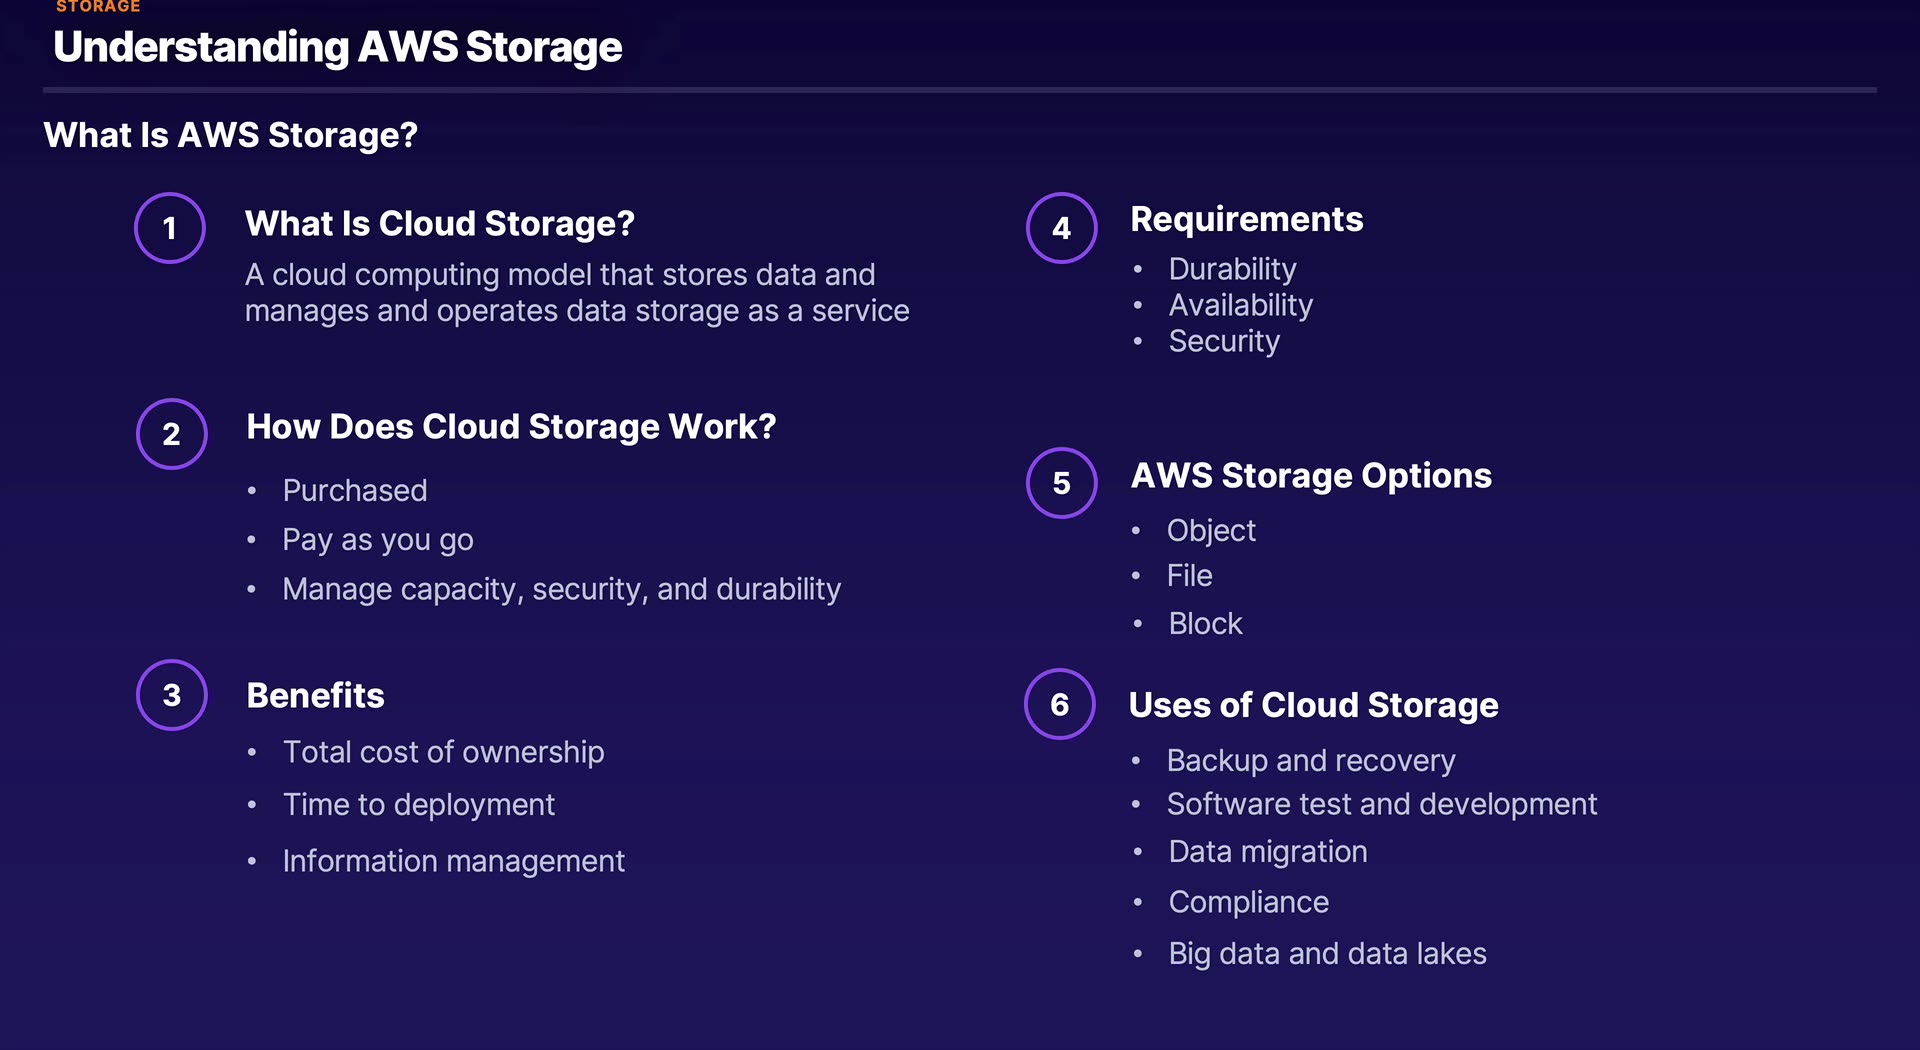 STORAGE
Understanding AWS Storage
What Is AWS Storage?
1
What Is Cloud Storage?
A cloud computing model that stores data and
manages and operates data storage as a service
2
How Does Cloud Storage Work?
• Purchased
• Pay as you go
• Manage capacity, security, and durability
3
Benefits
• Total cost of ownership
• Time to deployment
• Information management
4
Requirements
• Durability
• Availability
• Security
5
AWS Storage Options
• Object
• File
• Block
6
Uses of Cloud Storage
• Backup and recovery
• Software test and development
• Data migration
• Compliance
• Big data and data lakes